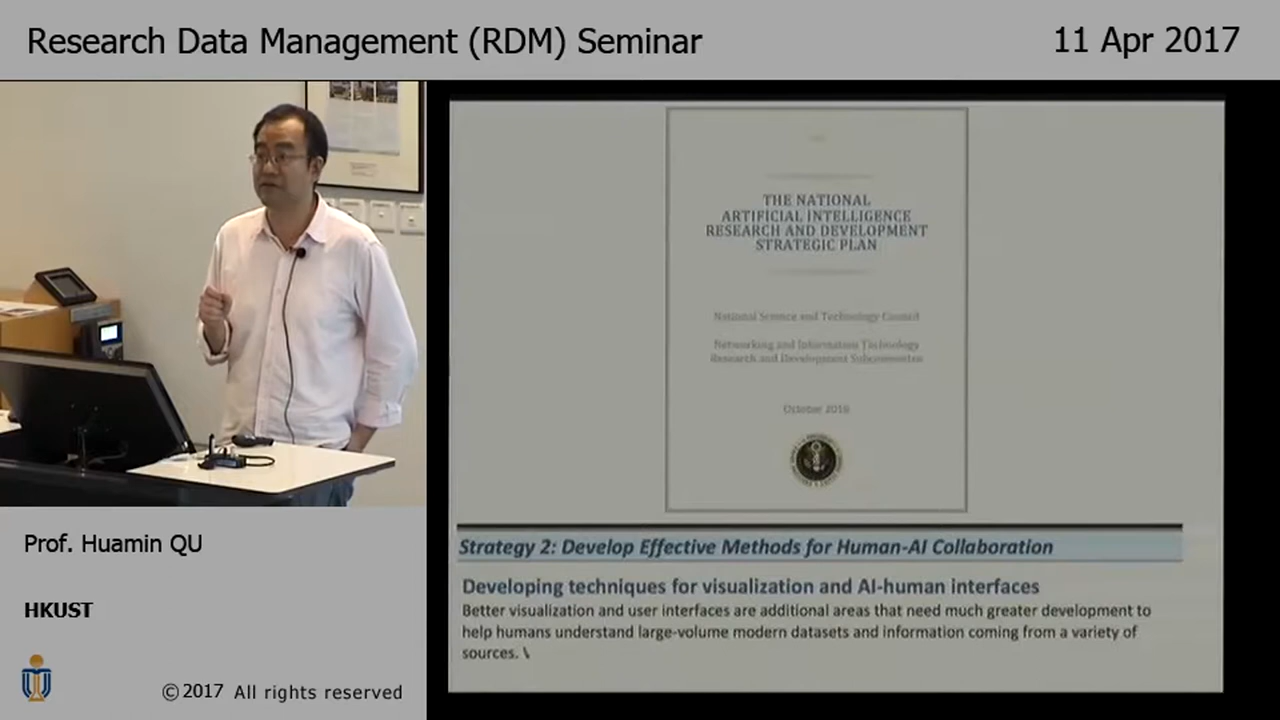 Research Data Management (RDM) Seminar
11 Apr 2017
THE NATIONAL
ARTIFICIAL INTELLIGENCE
RESEARCH AND DEVELOPMENT
STRATEGIC PLAN
National Science and Technology Council
Networking and Information Technology
Research and Development Subcommittee
October 2016
Strategy 2: Develop Effective Methods for Human-AI Collaboration
Developing techniques for visualization and AI-human interfaces
Better visualization and user interfaces are additional areas that need much greater development to
help humans understand large-volume modern datasets and information coming from a variety of
sources. \
Prof. Huamin QU
HKUST
©2017 All rights reserved